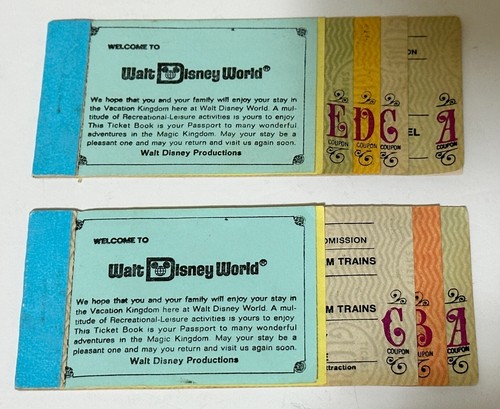 WELCOME TO
Walt Disney World®
We hope that you and your family will enjoy your stay in
the Vacation Kingdom here at Walt Disney World. A mul-
titude of Recreational-Leisure activities is yours to enjoy
This Ticket Book is your Passport to many wonderful
adventures in the Magic Kingdom. May your stay be a
pleasant one and may you return and visit us again soon.
Walt Disney Productions
ON
EL
E D C A
COUPON COUPON COUPON COUPON
WELCOME TO
Walt Disney World®
We hope that you and your family will enjoy your stay in
the Vacation Kingdom here at Walt Disney World. A mul-
titude of Recreational-Leisure activities is yours to enjoy
This Ticket Book is your Passport to many wonderful
adventures in the Magic Kingdom. May your stay be a
pleasant one and may you return and visit us again soon.
Walt Disney Productions
DMISSION
M TRAINS
M TRAINS
C B A
COUPON COUPON COUPON
ttraction